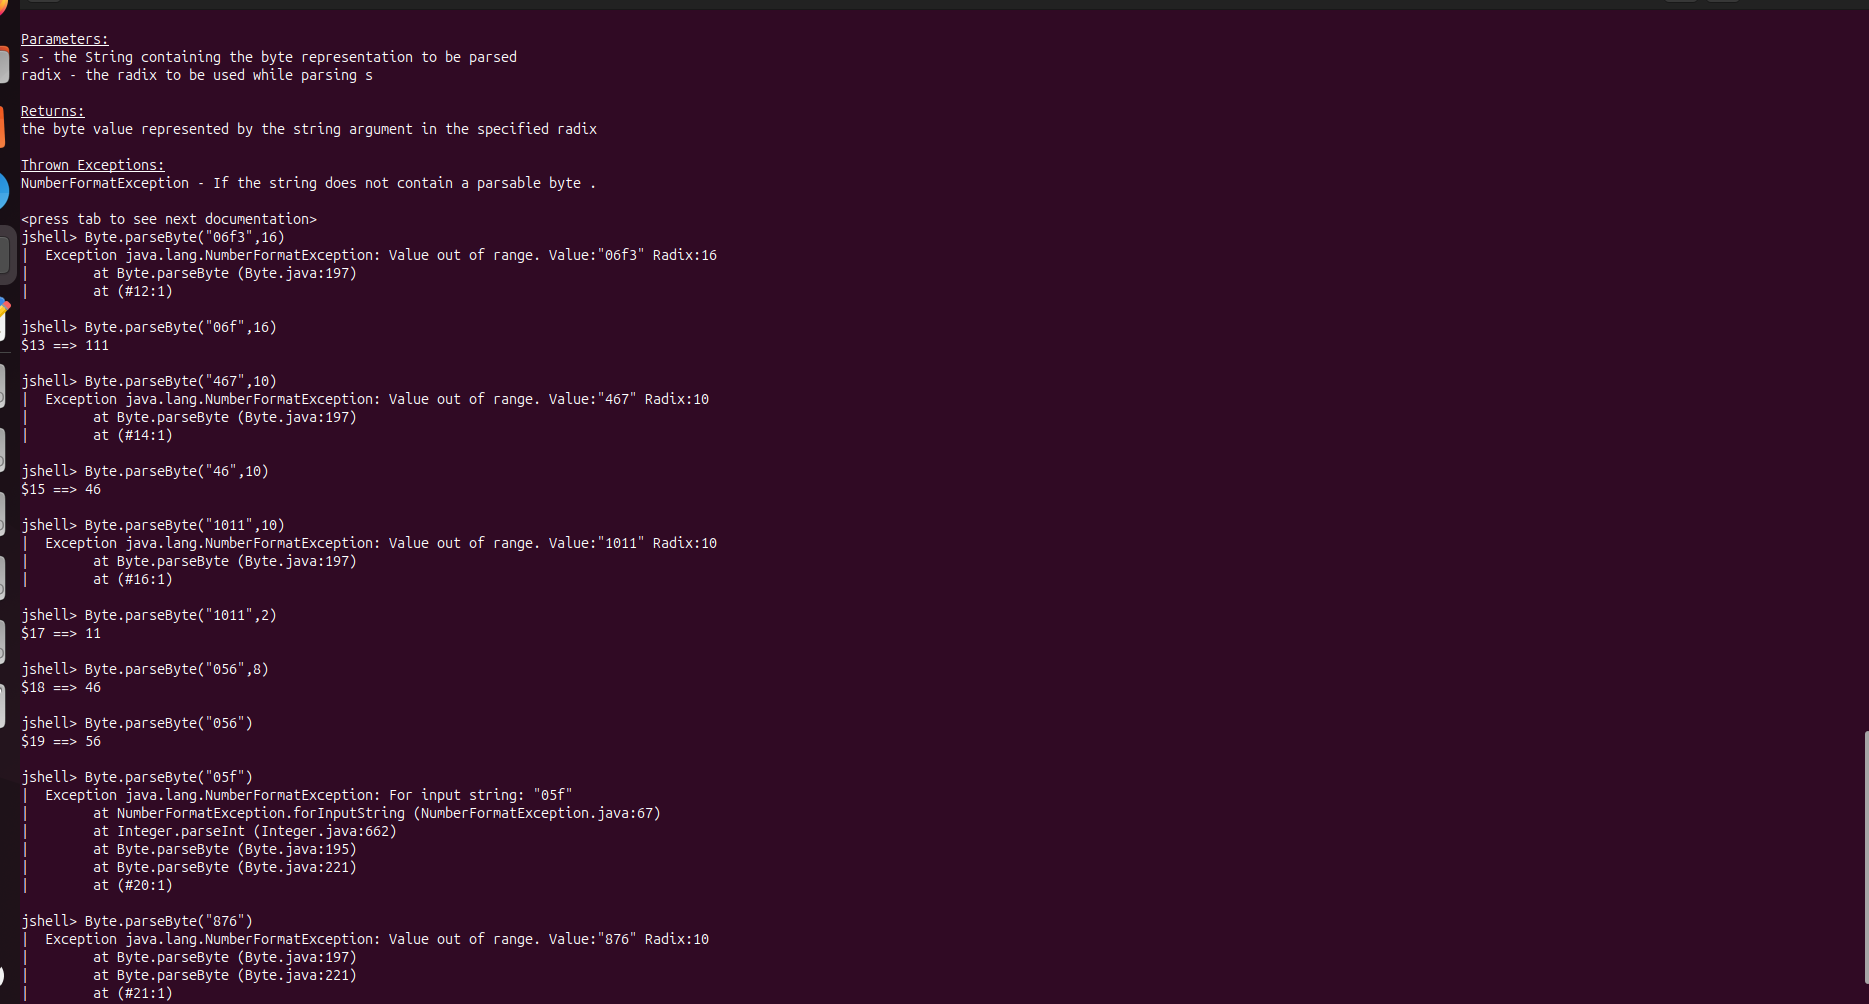 Parameters:
s - the String containing the byte representation to be parsed
radix - the radix to be used while parsing s
Returns:
the byte value represented by the string argument in the specified radix
Thrown Exceptions:
NumberFormatException - If the string does not contain a parsable byte .
<press tab to see next documentation>
jshell> Byte.parseByte("06f3",16)
|  Exception java.lang.NumberFormatException: Value out of range. Value:"06f3" Radix:16
|        at Byte.parseByte (Byte.java:197)
|        at (#12:1)
jshell> Byte.parseByte("06f",16)
$13 ==> 111
jshell> Byte.parseByte("467",10)
|  Exception java.lang.NumberFormatException: Value out of range. Value:"467" Radix:10
|        at Byte.parseByte (Byte.java:197)
|        at (#14:1)
jshell> Byte.parseByte("46",10)
$15 ==> 46
jshell> Byte.parseByte("1011",10)
|  Exception java.lang.NumberFormatException: Value out of range. Value:"1011" Radix:10
|        at Byte.parseByte (Byte.java:197)
|        at (#16:1)
jshell> Byte.parseByte("1011",2)
$17 ==> 11
jshell> Byte.parseByte("056",8)
$18 ==> 46
jshell> Byte.parseByte("056")
$19 ==> 56
jshell> Byte.parseByte("05f")
|  Exception java.lang.NumberFormatException: For input string: "05f"
|        at NumberFormatException.forInputString (NumberFormatException.java:67)
|        at Integer.parseInt (Integer.java:662)
|        at Byte.parseByte (Byte.java:195)
|        at Byte.parseByte (Byte.java:221)
|        at (#20:1)
jshell> Byte.parseByte("876")
|  Exception java.lang.NumberFormatException: Value out of range. Value:"876" Radix:10
|        at Byte.parseByte (Byte.java:197)
|        at Byte.parseByte (Byte.java:221)
|        at (#21:1)